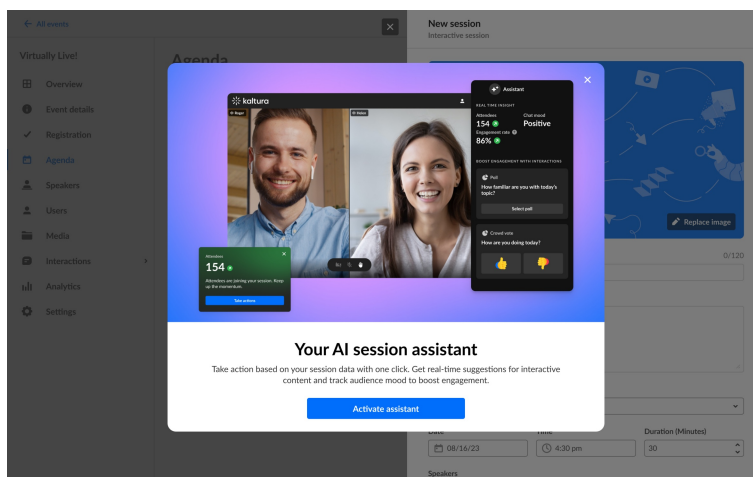 ← All events
Virtually Live!
Overview
Event details
Registration
Agenda
Speakers
Users
Media
Interactions
Analytics
Settings
Agenda
New session
Interactive session
Replace image
0/120
kaltura
Roger
Assistant
REAL TIME INSIGHT
Attendees
154
Chat mood
Positive
Engagement rate
86%
BOOST ENGAGEMENT WITH INTERACTIONS
Poll
How familiar are you with today's
topic?
Select poll
Crowd vote
How are you doing today?
Attendees
154
Attendees are joining your session. Keep
up the momentum.
Take actions
Your AI session assistant
Take action based on your session data with one click. Get real-time suggestions for interactive
content and track audience mood to boost engagement.
Activate assistant
Date
Time
Duration (Minutes)
08/16/23
4:30 pm
30
Speakers